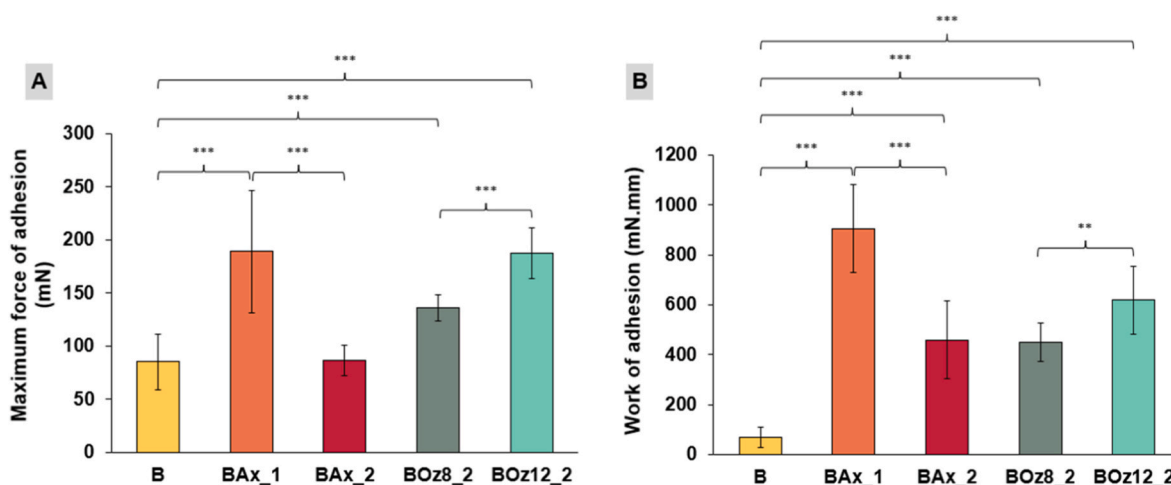 A
***
***
***
***
***
Maximum force of adhesion
(mN)
300
250
200
150
100
50
0
B
BAx_1
BAx_2
BOz8_2
BOz12_2
B
***
***
***
***
***
**
Work of adhesion (mN.mm)
1200
1000
800
600
400
200
0
B
BAx_1
BAx_2
BOz8_2
BOz12_2